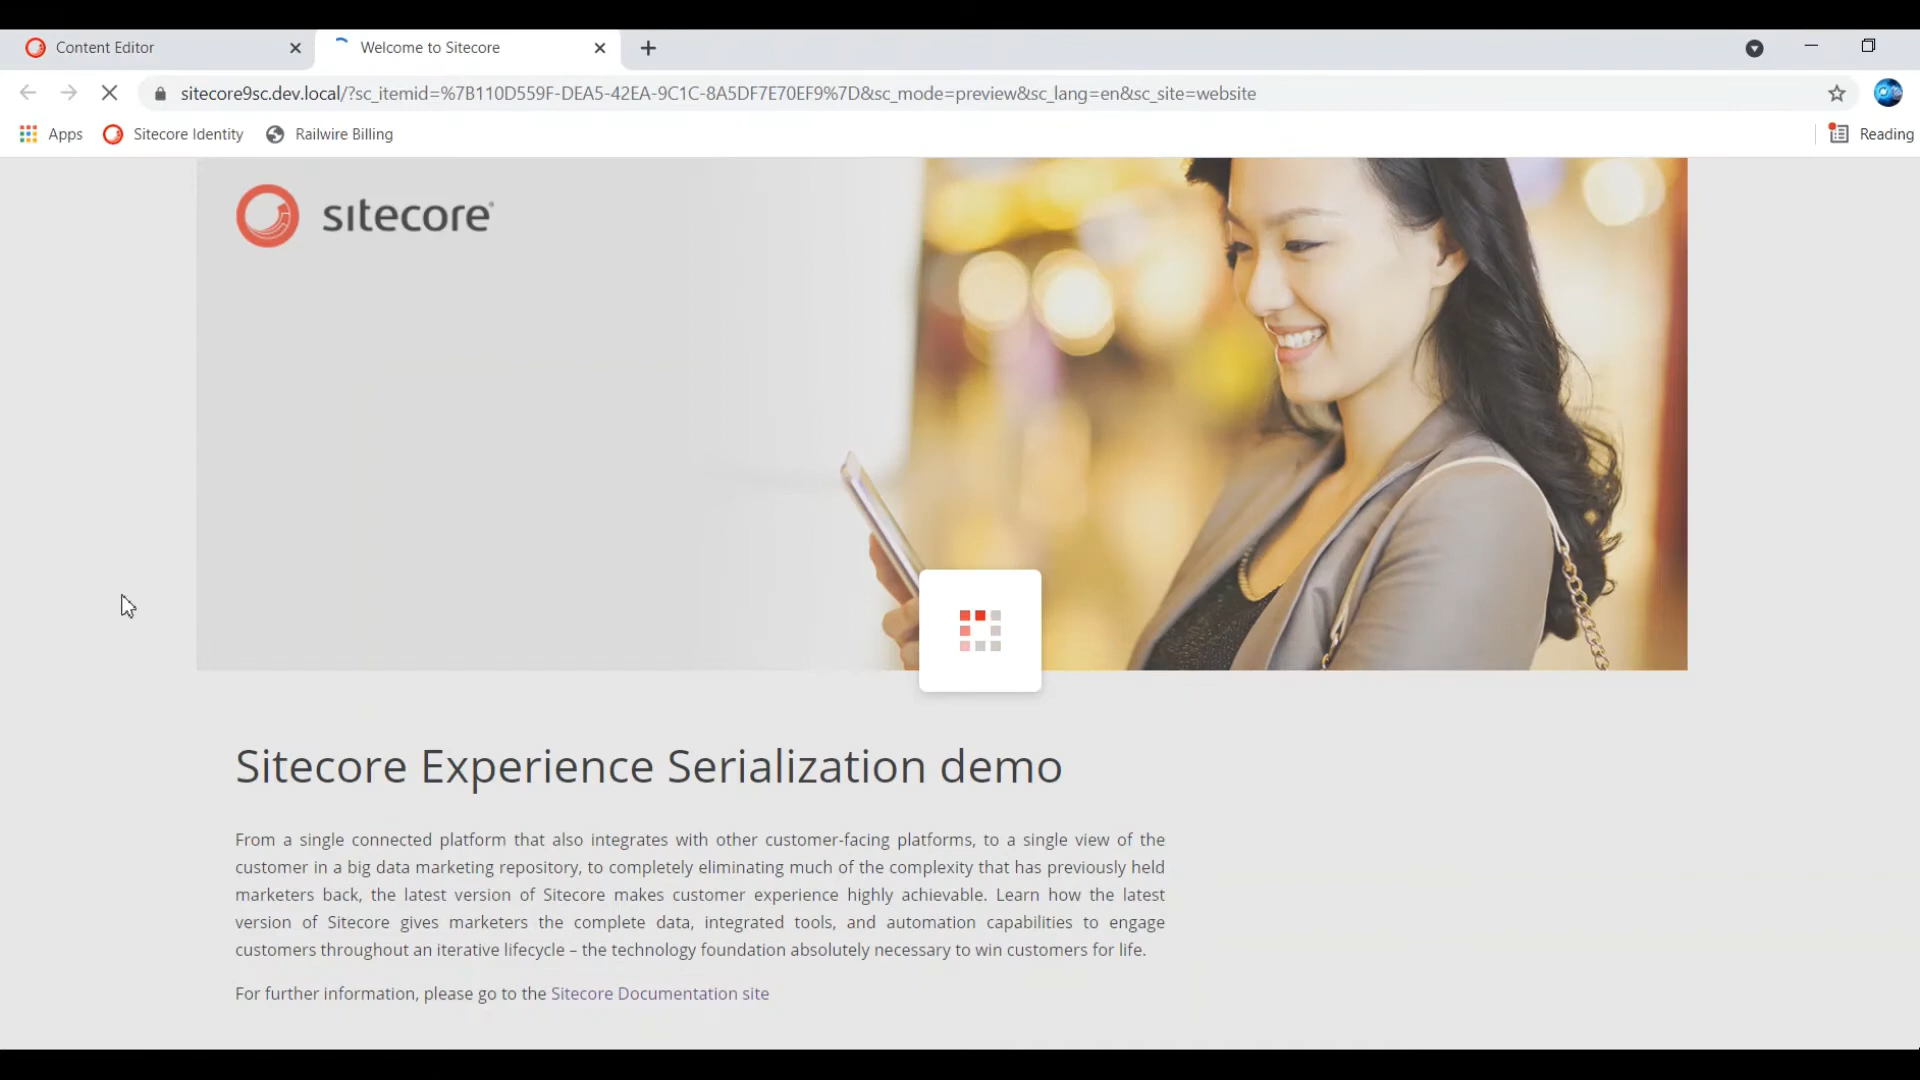 Content Editor
Welcome to Sitecore
sitecore9sc.dev.local/?sc_itemid=%7B110D559F-DEA5-42EA-9C1C-8A5DF7E70EF9%7D&sc_mode=preview&sc_lang=en&sc_site=website
Apps
Sitecore Identity
Railwire Billing
Reading
sitecore
Sitecore Experience Serialization demo
From a single connected platform that also integrates with other customer-facing platforms, to a single view of the
customer in a big data marketing repository, to completely eliminating much of the complexity that has previously held
marketers back, the latest version of Sitecore makes customer experience highly achievable. Learn how the latest
version of Sitecore gives marketers the complete data, integrated tools, and automation capabilities to engage
customers throughout an iterative lifecycle – the technology foundation absolutely necessary to win customers for life.
For further information, please go to the Sitecore Documentation site